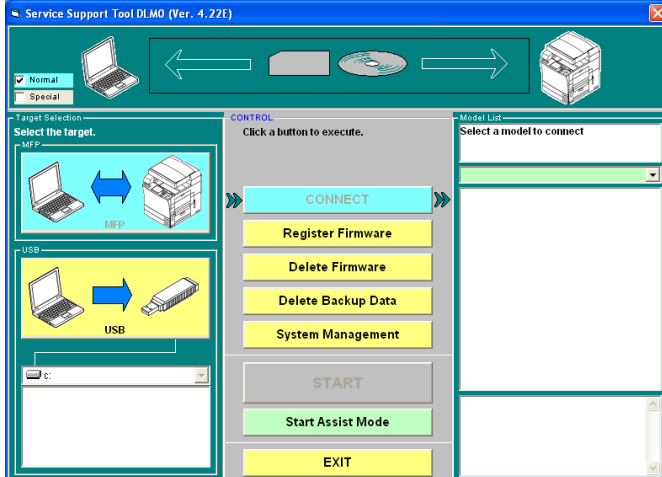 Service Support Tool DLM0 (Ver. 4.22E)
Normal
Special
Target Selection
Select the target.
MFP
MFP
USB
USB
c:
CONTROL
Click a button to execute.
CONNECT
Register Firmware
Delete Firmware
Delete Backup Data
System Management
START
Start Assist Mode
EXIT
Model List
Select a model to connect